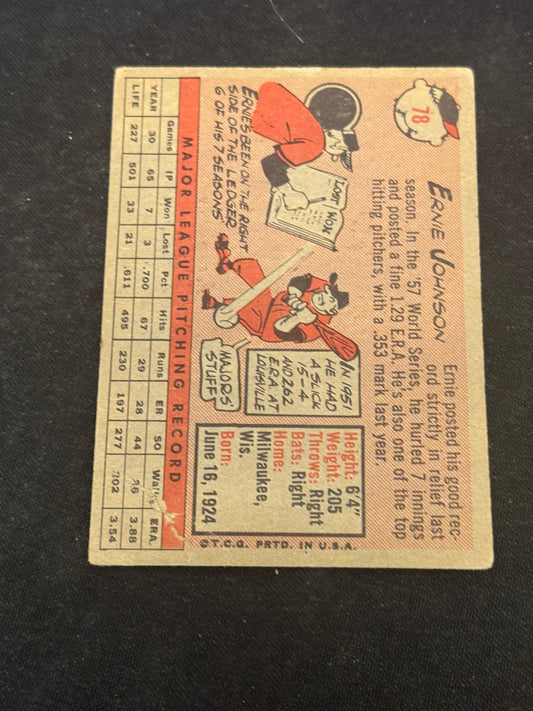 78
ERNIE JOHNSON
Ernie posted his good rec-
ord strictly in relief last
season. In the '57 World Series, he hurled 7 innings
and posted a fine 1.29 E.R.A. He's also one of the top
hitting pitchers, with a .353 mark last year.
LOST WON
ERNIE'S BEEN ON THE RIGHT
SIDE OF THE LEDGER
6 OF HIS 7 SEASONS
IN 1951
HE HAD
A SLICK
15-4
AND 2.62
ERA AT
LOUISVILLE
MAJORS'
STUFF!
Height: 6'4"
Weight: 205
Throws: Right
Bats: Right
Home:
Milwaukee,
Wis.
Born:
June 16, 1924
MAJOR LEAGUE PITCHING RECORD
Games IP Won Lost Pct Hits Runs ER SO ERA
YEAR 30 65 7 3 .700 67 29 28 44 3.88
LIFE 227 501 33 21 .611 495 230 197 277 3.54
©T.C.G. PRTD. IN U.S.A.